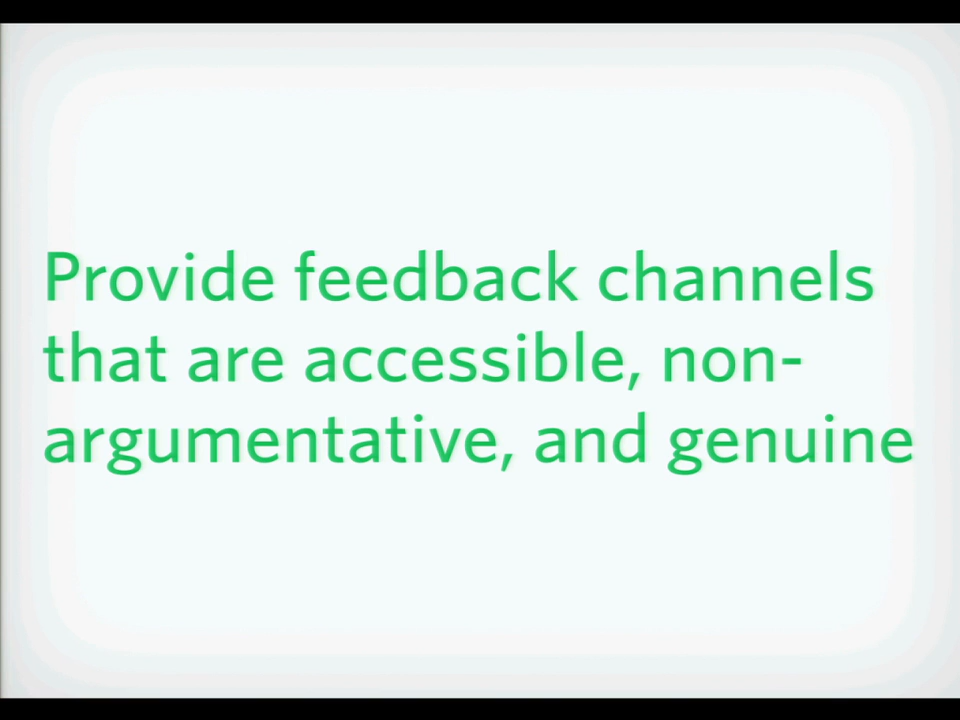 Provide feedback channels
that are accessible, non-
argumentative, and genuine